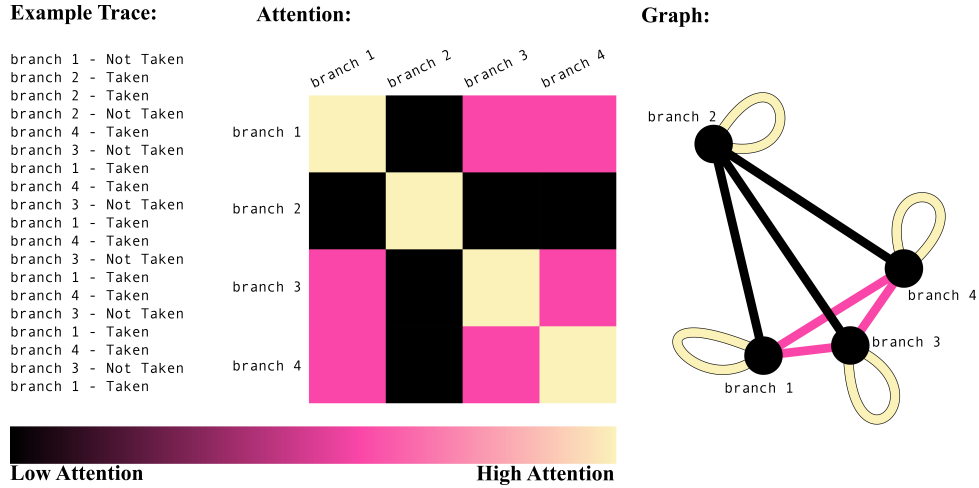 Example Trace:
branch 1 - Not Taken
branch 2 - Taken
branch 2 - Taken
branch 2 - Not Taken
branch 4 - Taken
branch 3 - Not Taken
branch 1 - Taken
branch 4 - Taken
branch 3 - Not Taken
branch 1 - Taken
branch 4 - Taken
branch 3 - Not Taken
branch 1 - Taken
branch 4 - Taken
branch 3 - Not Taken
branch 1 - Taken
branch 4 - Taken
branch 3 - Not Taken
branch 1 - Taken
Attention:
branch 1
branch 2
branch 3
branch 4
branch 1
branch 2
branch 3
branch 4
Low Attention
High Attention
Graph:
branch 2
branch 4
branch 3
branch 1